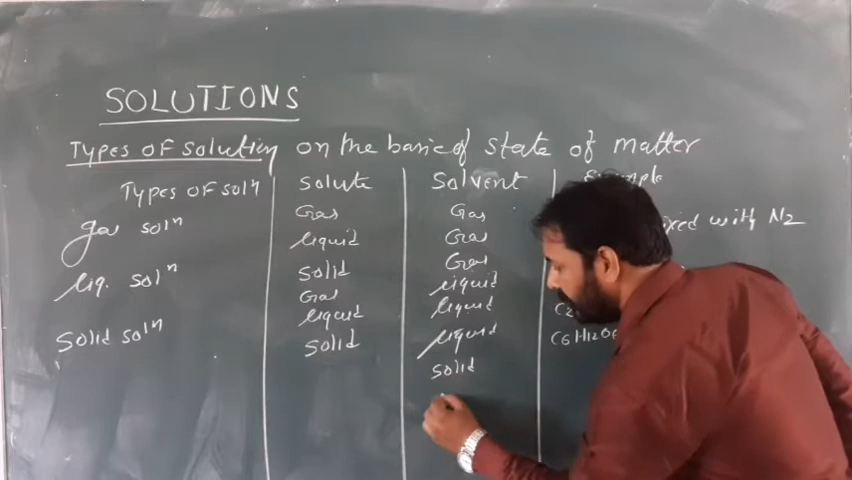 SOLUTIONS
Types of solution on the basic of state of matter
Types of solⁿ Solute Solvent Example
gas solⁿ Gas Gas mixed with N2
liquid Gas
liq. solⁿ Solid Gas
Gas liquid
liquid liquid C2
Solid solⁿ Solid liquid C6H12O6
Solid